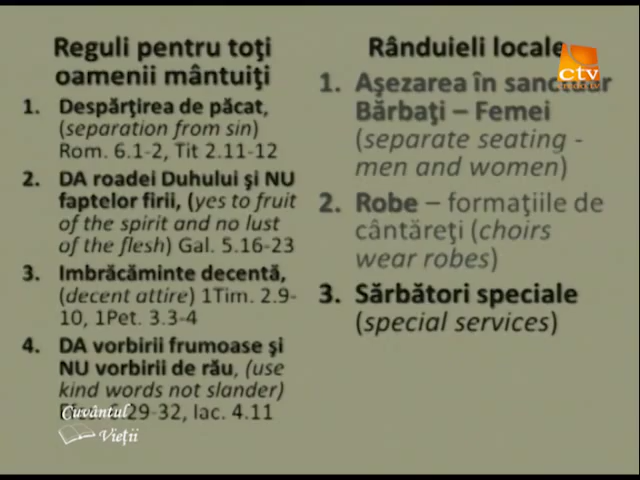 Reguli pentru toţi
oamenii mântuiţi
1. Despărţirea de păcat,
(separation from sin)
Rom. 6.1-2, Tit 2.11-12
2. DA roadei Duhului şi NU
faptelor firii, (yes to fruit
of the spirit and no lust
of the flesh) Gal. 5.16-23
3. Imbrăcăminte decentă,
(decent attire) 1Tim. 2.9-
10, 1Pet. 3.3-4
4. DA vorbirii frumoase şi
NU vorbirii de rău, (use
kind words not slander)
29-32, Iac. 4.11
Rânduieli locale
1. Aşezarea în sanctuar
Bărbaţi – Femei
(separate seating -
men and women)
2. Robe – formaţiile de
cântăreţi (choirs
wear robes)
3. Sărbători speciale
(special services)
ctv
Cuvântul
Vieții